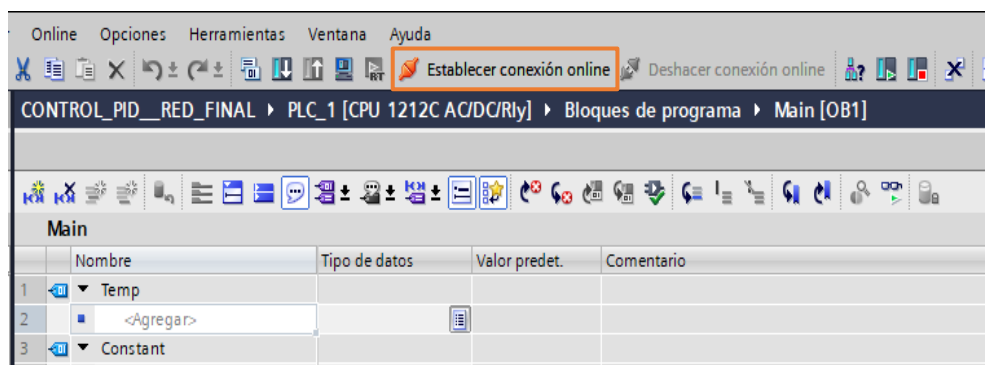 Online Opciones Herramientas Ventana Ayuda
RT Establecer conexión online Deshacer conexión online
CONTROL_PID__RED_FINAL PLC_1 [CPU 1212C AC/DC/Rly] Bloques de programa Main [OB1]
Main
Nombre Tipo de datos Valor predet. Comentario
1 Temp
2 <Agregar>
3 Constant